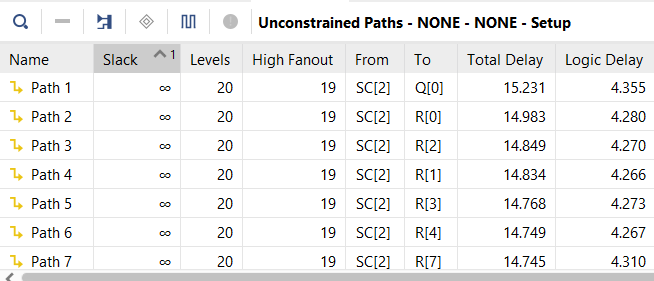 Unconstrained Paths - NONE - NONE - Setup
Name Slack 1 Levels High Fanout From To Total Delay Logic Delay
Path 1 ∞ 20 19 SC[2] Q[0] 15.231 4.355
Path 2 ∞ 20 19 SC[2] R[0] 14.983 4.280
Path 3 ∞ 20 19 SC[2] R[2] 14.849 4.270
Path 4 ∞ 20 19 SC[2] R[1] 14.834 4.266
Path 5 ∞ 20 19 SC[2] R[3] 14.768 4.273
Path 6 ∞ 20 19 SC[2] R[4] 14.749 4.267
Path 7 ∞ 20 19 SC[2] R[7] 14.745 4.310